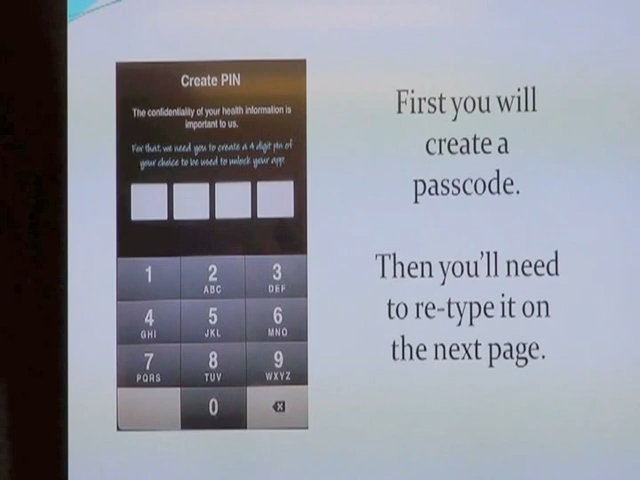 Create PIN
The confidentiality of your health information is
important to us.
For that, we need you to create a 4 digit pin of
your choice to be used to unlock your app
First you will
create a
passcode.
Then you'll need
to re-type it on
the next page.
1
2
ABC
3
DEF
4
GHI
5
JKL
6
MNO
7
PQRS
8
TUV
9
WXYZ
0